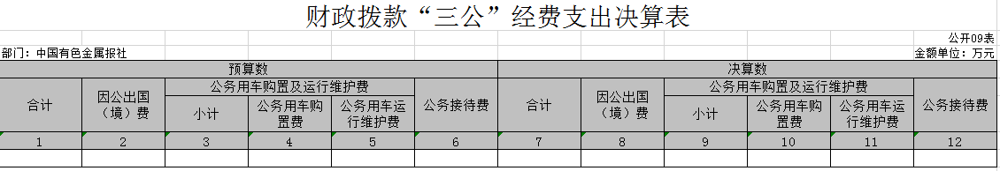 财政拨款“三公”经费支出决算表
公开09表
部门：中国有色金属报社 金额单位：万元
预算数 决算数
合计 因公出国（境）费 公务用车购置及运行维护费 公务接待费 合计 因公出国（境）费 公务用车购置及运行维护费 公务接待费
小计 公务用车购置费 公务用车运行维护费 小计 公务用车购置费 公务用车运行维护费
1 2 3 4 5 6 7 8 9 10 11 12